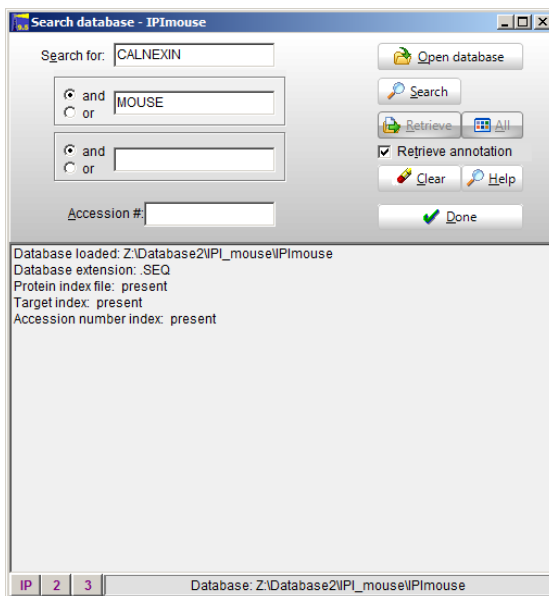 Search database - IPImouse
Search for: CALNEXIN
Open database
and
or
MOUSE
Search
Retrieve
All
and
or
Retrieve annotation
Clear
Help
Accession #:
Done
Database loaded: Z:\Database2\IPI_mouse\IPImouse
Database extension: .SEQ
Protein index file: present
Target index: present
Accession number index: present
IP 2 3 Database: Z:\Database2\IPI_mouse\IPImouse